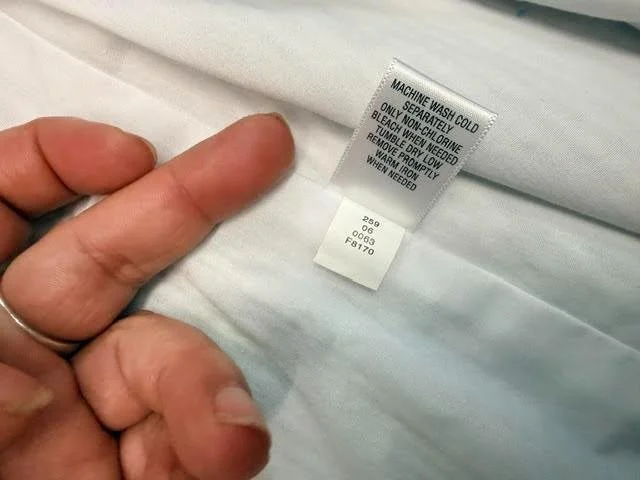 MACHINE WASH COLD
SEPARATELY
ONLY NON-CHLORINE
BLEACH WHEN NEEDED
TUMBLE DRY LOW
REMOVE PROMPTLY
WARM IRON
WHEN NEEDED
259
06
0063
F8170